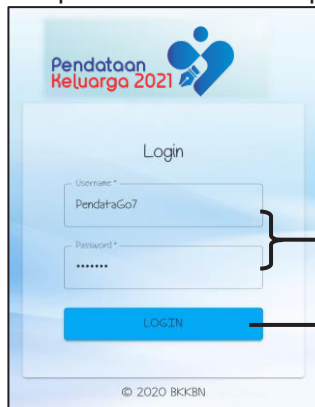 Pendataan
Keluarga 2021
Login
Username *
PendataGo7
Password *
•••••••
LOGIN
© 2020 BKKBN